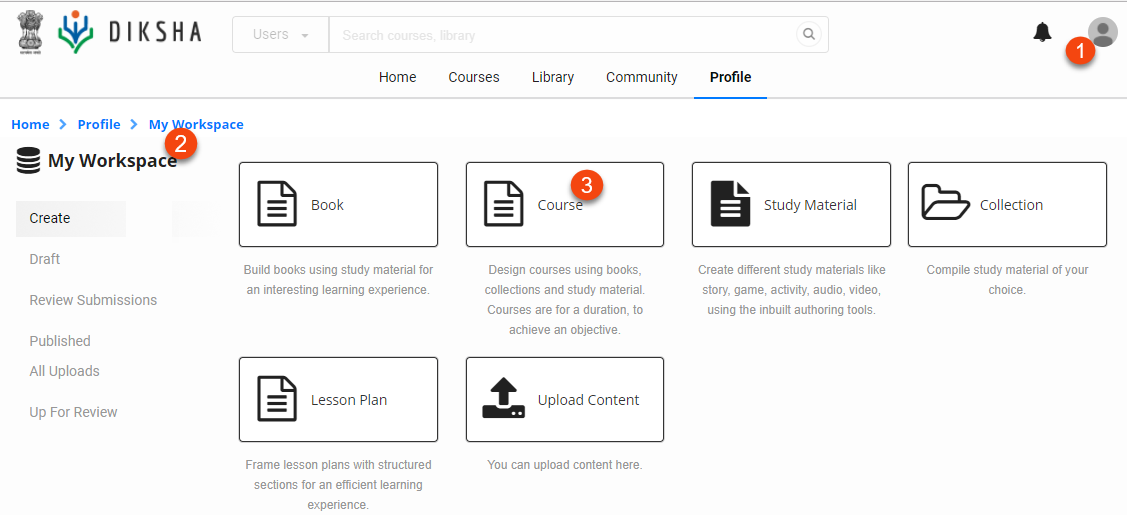 DIKSHA
Users
Search courses, library
1
Home Courses Library Community Profile
Home > Profile > My Workspace
2
My Workspace
Create
Draft
Review Submissions
Published
All Uploads
Up For Review
Book
Build books using study material for
an interesting learning experience.
3
Course
Design courses using books,
collections and study material.
Courses are for a duration, to
achieve an objective.
Study Material
Create different study materials like
story, game, activity, audio, video,
using the inbuilt authoring tools.
Collection
Compile study material of your
choice.
Lesson Plan
Frame lesson plans with structured
sections for an efficient learning
experience.
Upload Content
You can upload content here.